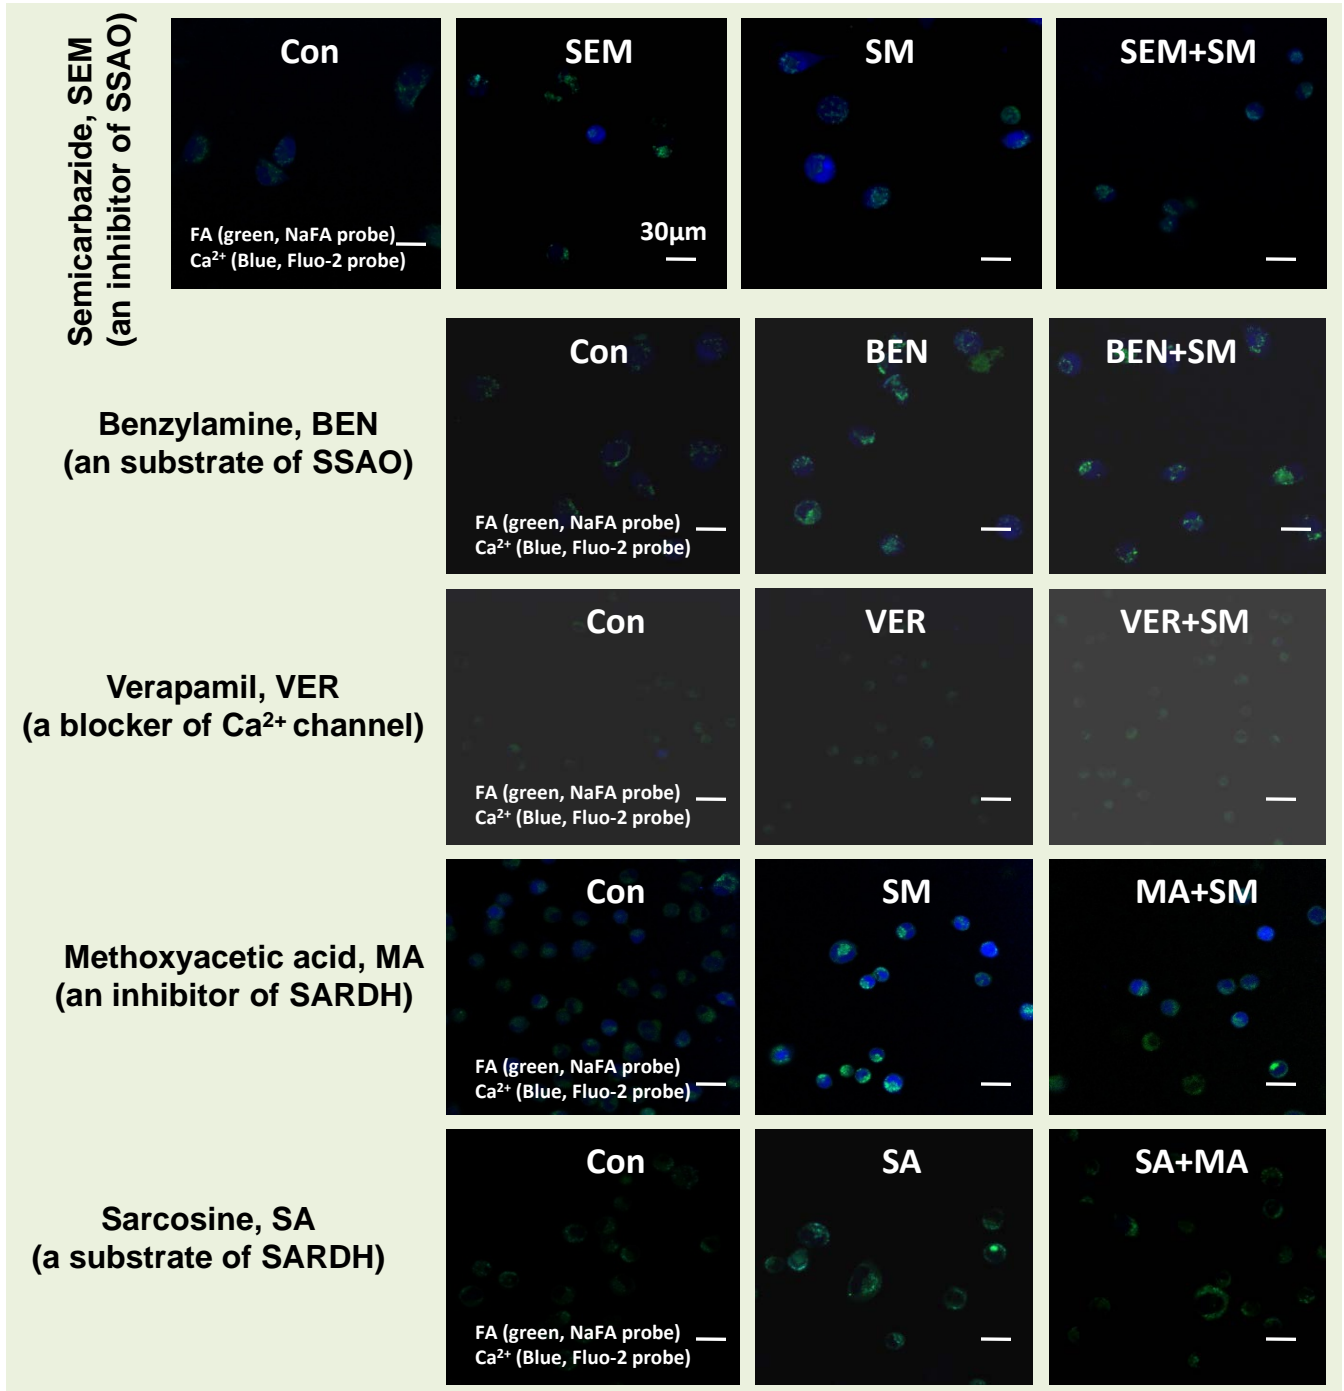 Semicarbazide, SEM
(an inhibitor of SSAO)
Con
SEM
SM
SEM+SM
FA (green, NaFA probe)
Ca²⁺ (Blue, Fluo-2 probe)
30μm
Benzylamine, BEN
(an substrate of SSAO)
Con
BEN
BEN+SM
FA (green, NaFA probe)
Ca²⁺ (Blue, Fluo-2 probe)
Verapamil, VER
(a blocker of Ca²⁺ channel)
Con
VER
VER+SM
FA (green, NaFA probe)
Ca²⁺ (Blue, Fluo-2 probe)
Methoxyacetic acid, MA
(an inhibitor of SARDH)
Con
SM
MA+SM
FA (green, NaFA probe)
Ca²⁺ (Blue, Fluo-2 probe)
Sarcosine, SA
(a substrate of SARDH)
Con
SA
SA+MA
FA (green, NaFA probe)
Ca²⁺ (Blue, Fluo-2 probe)